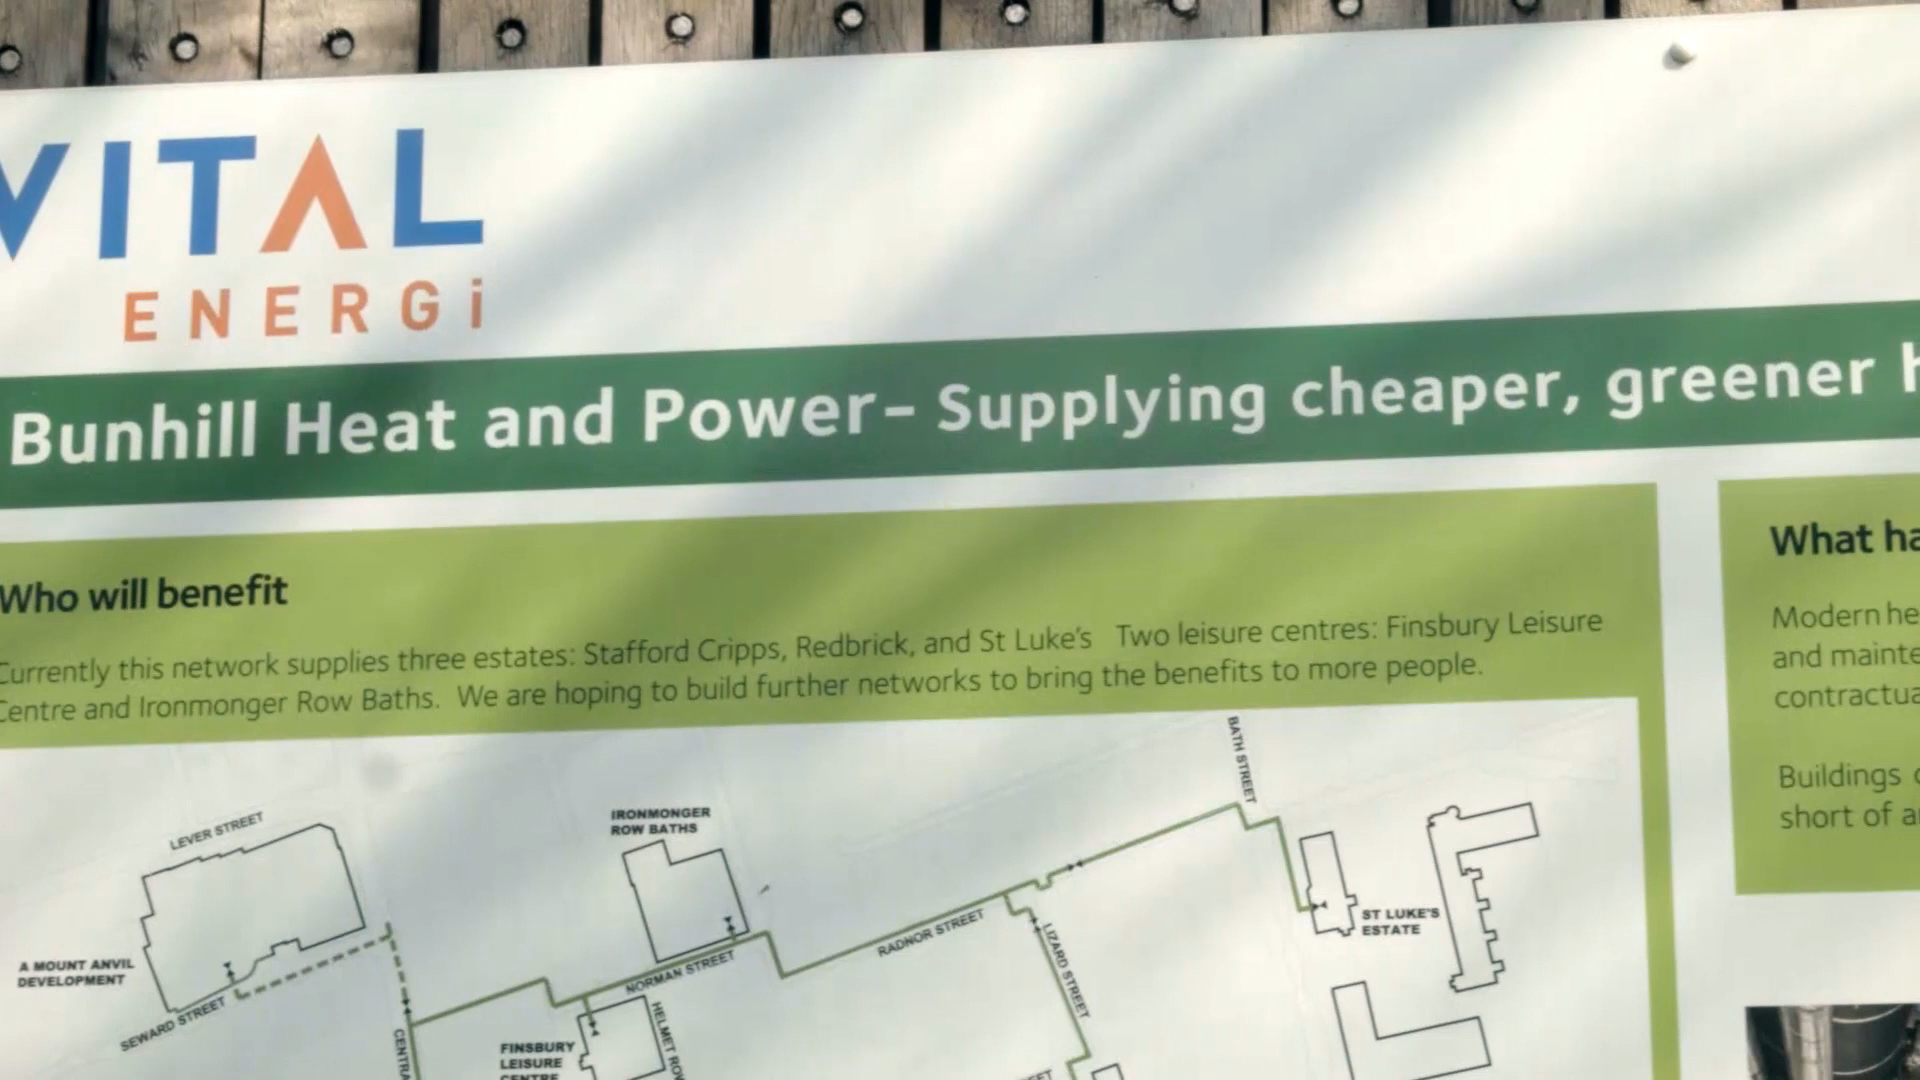 VITAL
ENERGi
Bunhill Heat and Power– Supplying cheaper, greener
Who will benefit
Currently this network supplies three estates: Stafford Cripps, Redbrick, and St Luke's Two leisure centres: Finsbury Leisure
Centre and Ironmonger Row Baths. We are hoping to build further networks to bring the benefits to more people.
What
Modern
and
Buildings
short of
BATH STREET
LEVER STREET
IRONMONGER
ROW BATHS
ST LUKE'S
ESTATE
RADNOR STREET
LIZARD STREET
A MOUNT ANVIL
DEVELOPMENT
NORMAN STREET
SEWARD STREET
HELMET ROW
FINSBURY
LEISURE
CENTRE